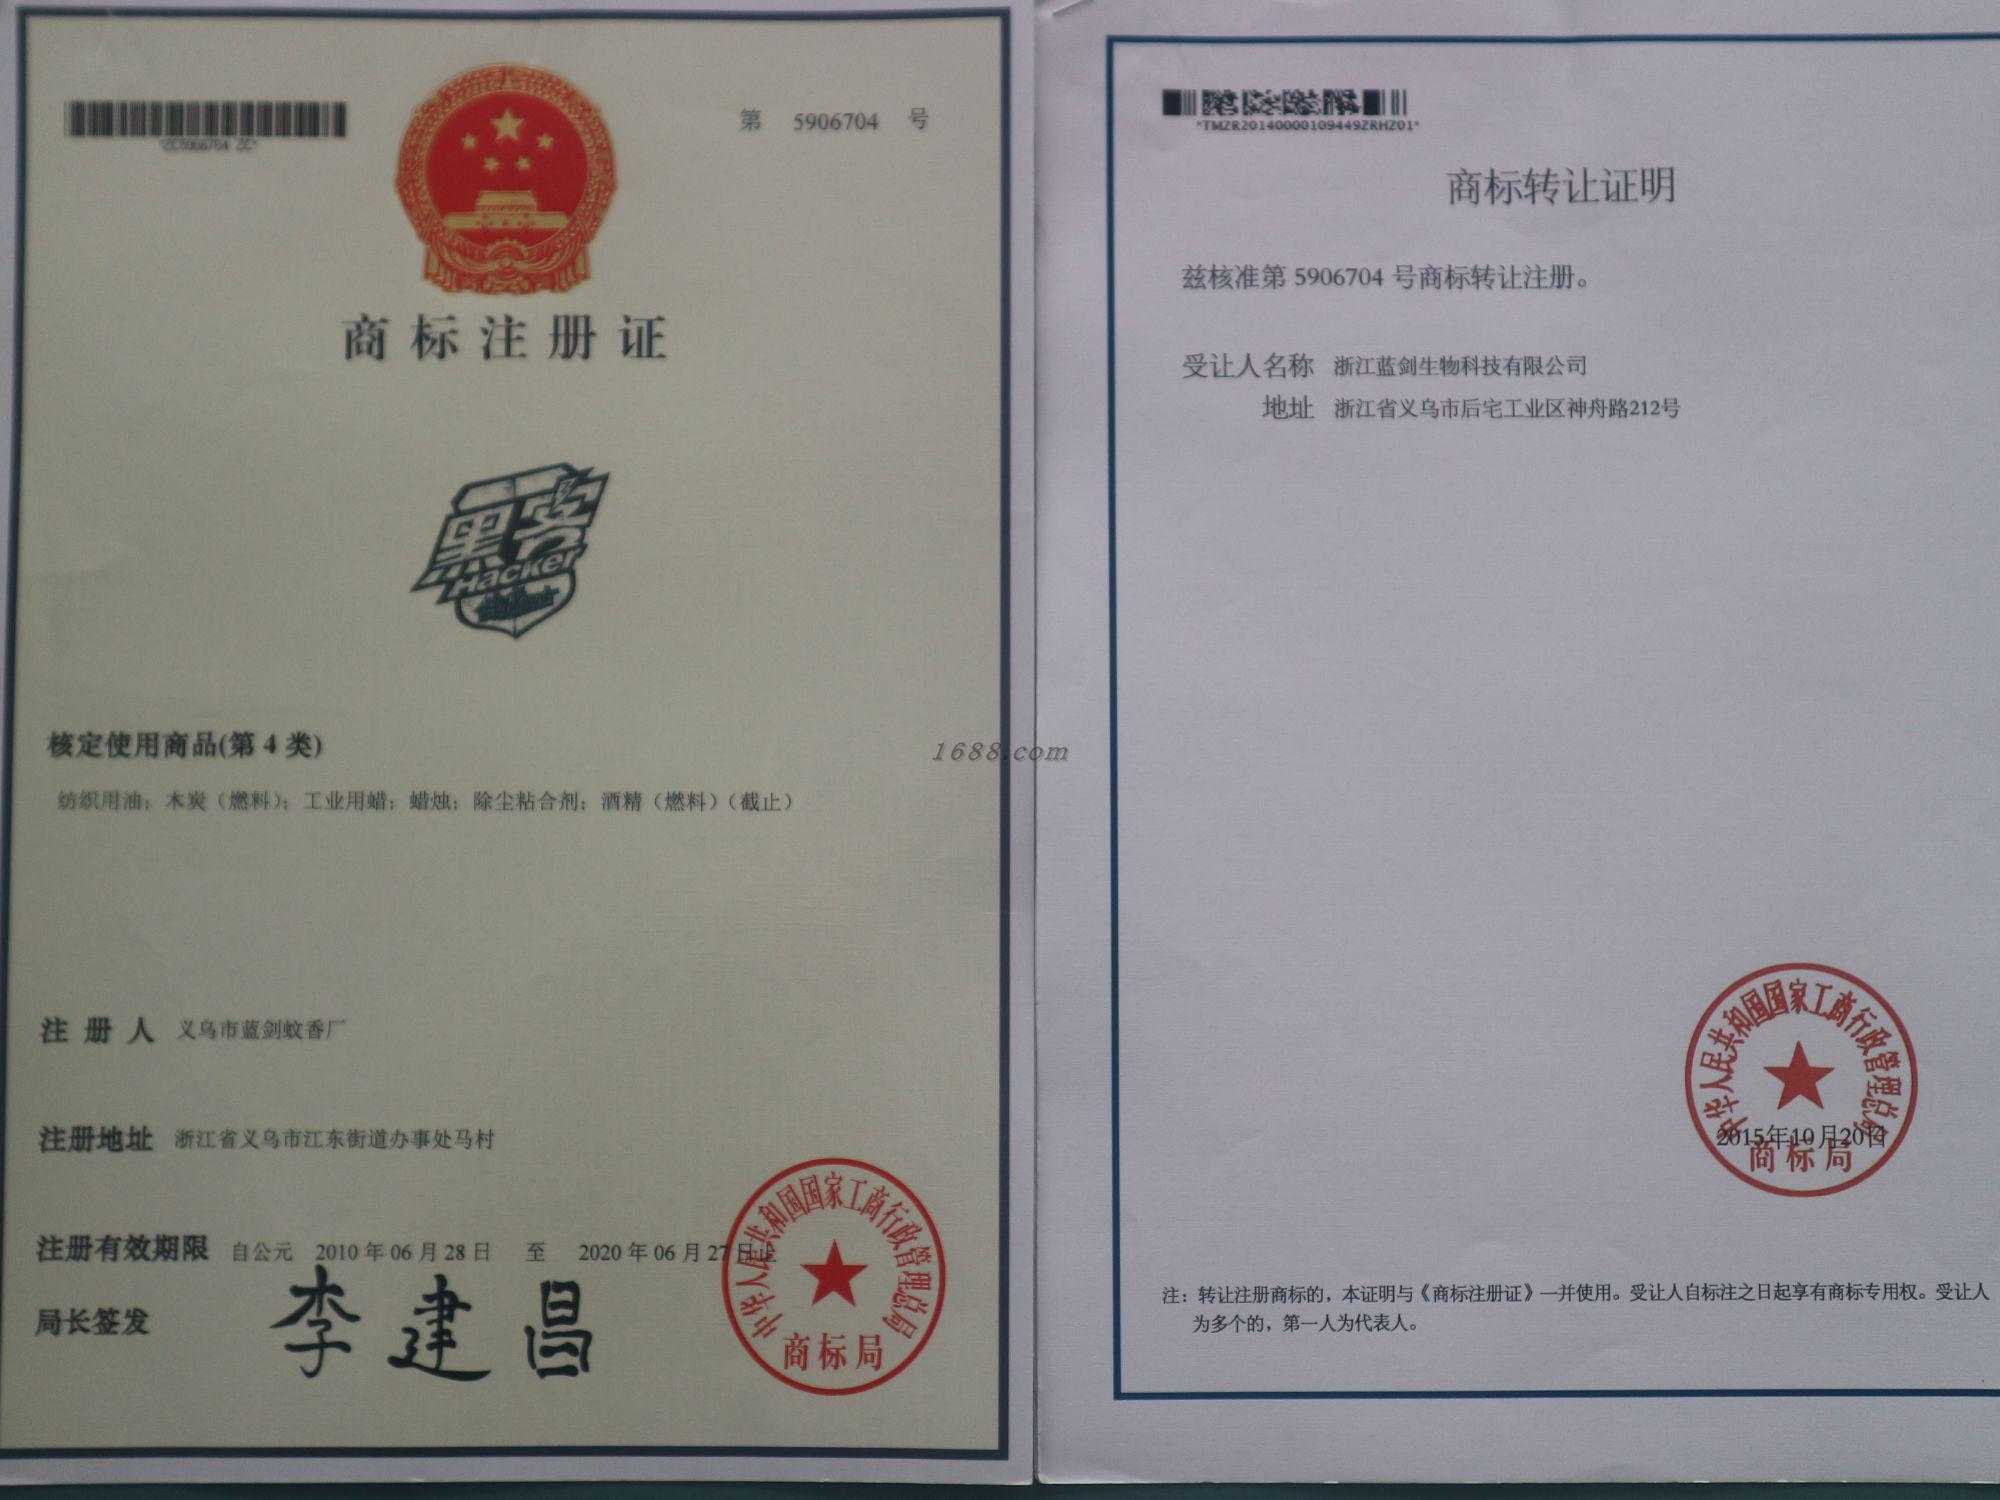 *ZC5906704 ZC*
第 5906704 号
商标注册证
黑客
Hacker
核定使用商品(第 4 类)
纺织用油；木炭（燃料）；工业用蜡；蜡烛；除尘粘合剂；酒精（燃料）（截止）
注 册 人 义乌市蓝剑蚊香厂
注册地址 浙江省义乌市江东街道办事处马村
注册有效期限 自公元 2010 年 06 月 28 日 至 2020 年 06 月 27 日止
局长签发 李建昌
中华人民共和国国家工商行政管理总局
商标局
1688.com
*TMZR20140000109449ZRHZ01*
商标转让证明
兹核准第 5906704 号商标转让注册。
受让人名称 浙江蓝剑生物科技有限公司
地址 浙江省义乌市后宅工业区神舟路212号
中华人民共和国国家工商行政管理总局
2015年10月20日
商标局
注：转让注册商标的，本证明与《商标注册证》一并使用。受让人自标注之日起享有商标专用权。受让人
为多个的，第一人为代表人。